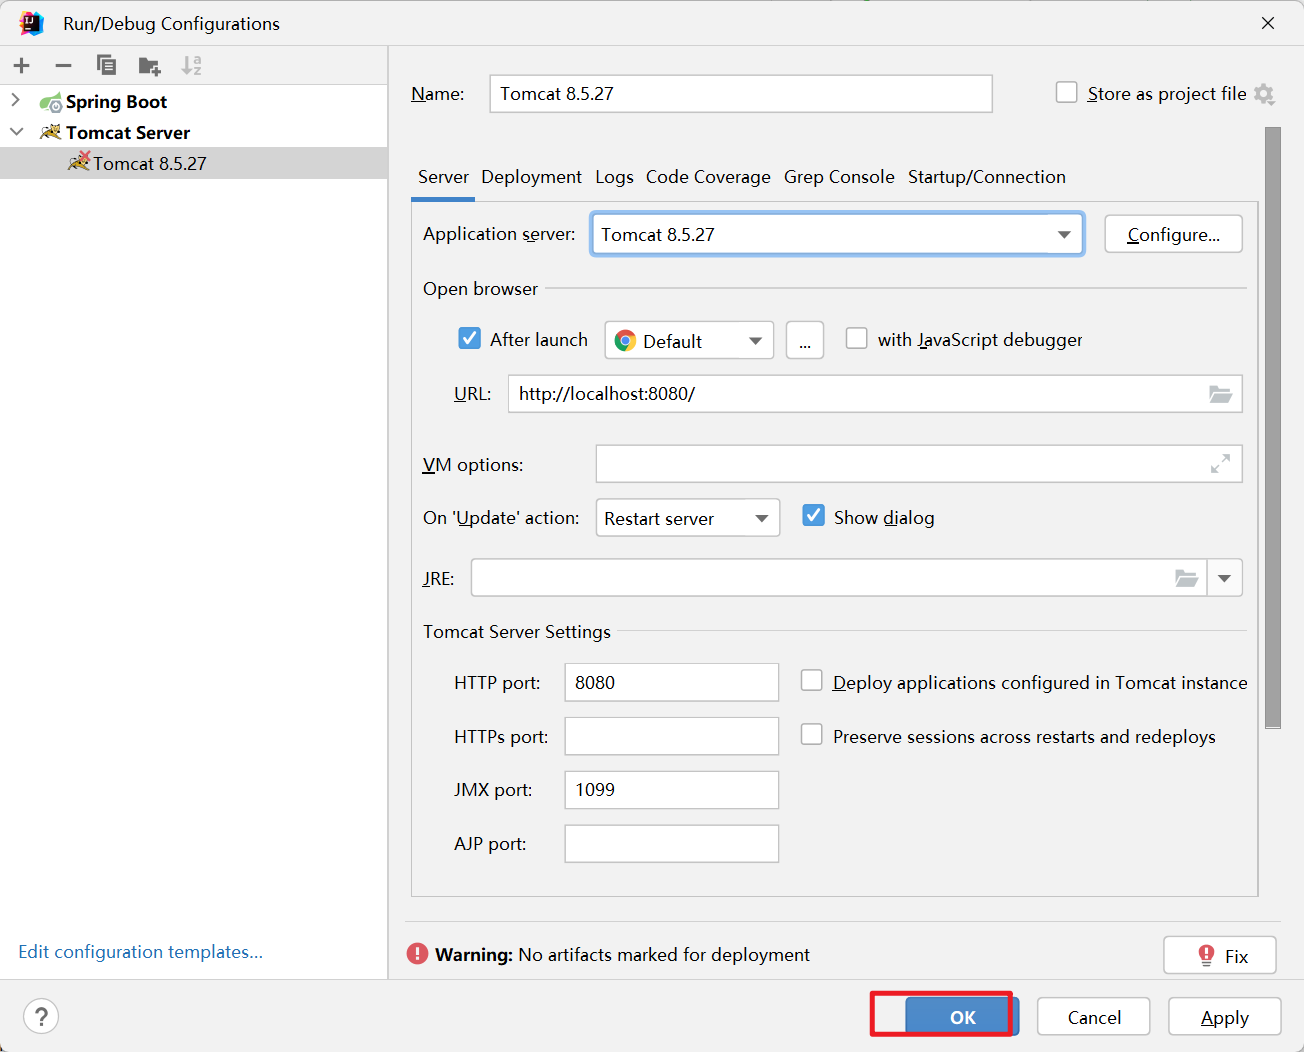 Run/Debug Configurations
Spring Boot
Tomcat Server
Tomcat 8.5.27
Edit configuration templates...
Name: Tomcat 8.5.27 Store as project file
Server Deployment Logs Code Coverage Grep Console Startup/Connection
Application server: Tomcat 8.5.27 Configure...
Open browser
After launch Default ... with JavaScript debugger
URL: http://localhost:8080/
VM options:
On 'Update' action: Restart server Show dialog
JRE:
Tomcat Server Settings
HTTP port: 8080 Deploy applications configured in Tomcat instance
HTTPs port: Preserve sessions across restarts and redeploys
JMX port: 1099
AJP port:
Warning: No artifacts marked for deployment Fix
? OK Cancel Apply